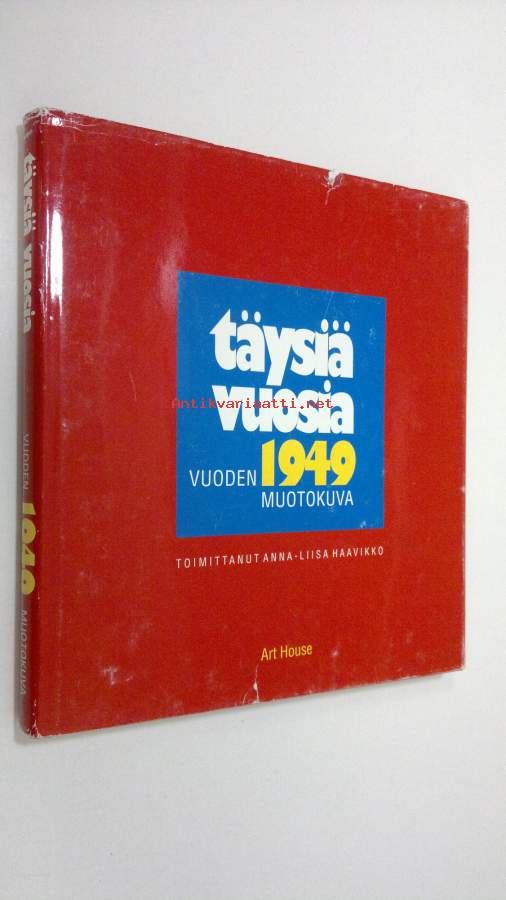 täysiä vuosia
VUODEN 1949 MUOTOKUVA
täysiä
vuosia
Antikvariaatti.net
VUODEN 1949
MUOTOKUVA
TOIMITTANUT ANNA-LIISA HAAVIKKO
Art House